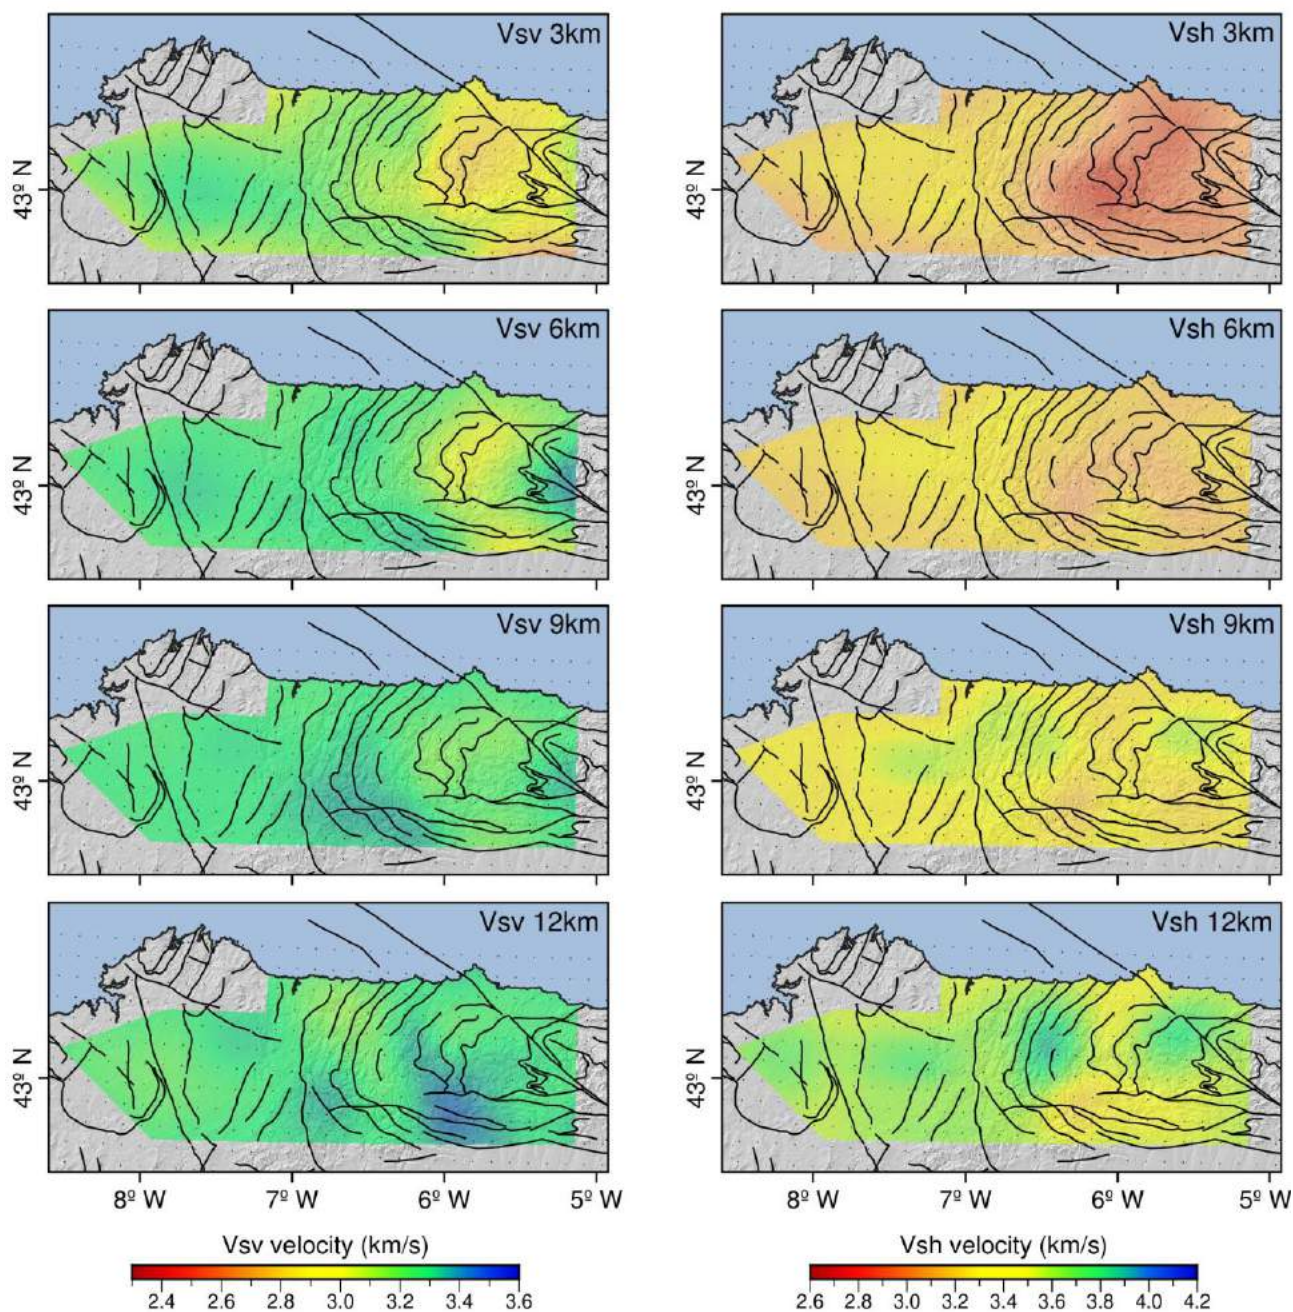 Vsv 3km
Vsh 3km
43º N
43º N
Vsv 6km
Vsh 6km
43º N
43º N
Vsv 9km
Vsh 9km
43º N
43º N
Vsv 12km
Vsh 12km
43º N
43º N
8º W 7º W 6º W 5º W
8º W 7º W 6º W 5º W
Vsv velocity (km/s)
Vsh velocity (km/s)
2.4 2.6 2.8 3.0 3.2 3.4 3.6
2.6 2.8 3.0 3.2 3.4 3.6 3.8 4.0 4.2